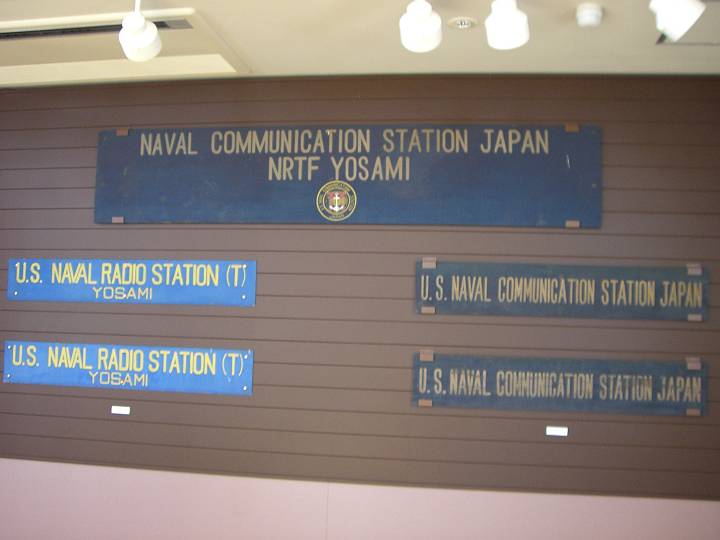 NAVAL COMMUNICATION STATION JAPAN
NRTF YOSAMI
U.S. NAVAL RADIO STATION (T)
YOSAMI
U.S. NAVAL RADIO STATION (T)
YOSAMI
U.S. NAVAL COMMUNICATION STATION JAPAN
U.S. NAVAL COMMUNICATION STATION JAPAN